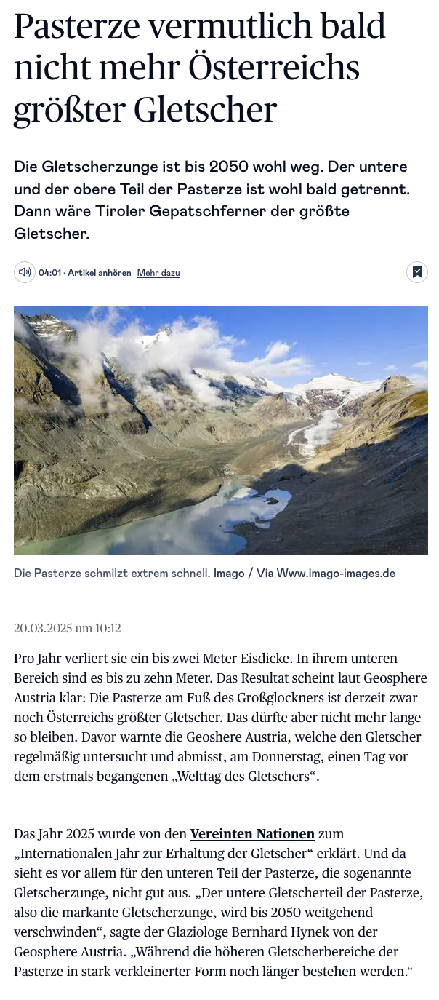 Pasterze vermutlich bald
nicht mehr Österreichs
größter Gletscher
Die Gletscherzunge ist bis 2050 wohl weg. Der untere
und der obere Teil der Pasterze ist wohl bald getrennt.
Dann wäre Tiroler Gepatschferner der größte
Gletscher.
04:01 · Artikel anhören Mehr dazu
Die Pasterze schmilzt extrem schnell. Imago / Via Www.imago-images.de
20.03.2025 um 10:12
Pro Jahr verliert sie ein bis zwei Meter Eisdicke. In ihrem unteren
Bereich sind es bis zu zehn Meter. Das Resultat scheint laut Geosphere
Austria klar: Die Pasterze am Fuß des Großglockners ist derzeit zwar
noch Österreichs größter Gletscher. Das dürfte aber nicht mehr lange
so bleiben. Davor warnte die Geoshere Austria, welche den Gletscher
regelmäßig untersucht und abmisst, am Donnerstag, einen Tag vor
dem erstmals begangenen „Welttag des Gletschers“.
Das Jahr 2025 wurde von den Vereinten Nationen zum
„Internationalen Jahr zur Erhaltung der Gletscher“ erklärt. Und da
sieht es vor allem für den unteren Teil der Pasterze, die sogenannte
Gletscherzunge, nicht gut aus. „Der untere Gletscherteil der Pasterze,
also die markante Gletscherzunge, wird bis 2050 weitgehend
verschwinden“, sagte der Glaziologe Bernhard Hynek von der
Geosphere Austria. „Während die höheren Gletscherbereiche der
Pasterze in stark verkleinerter Form noch länger bestehen werden.“